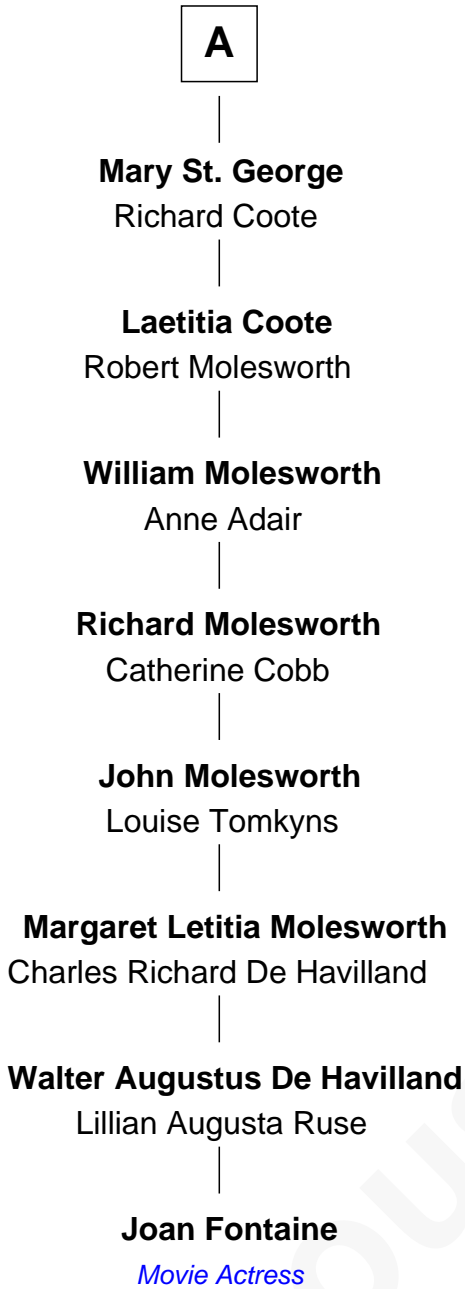 A
Mary St. George
Richard Coote
Laetitia Coote
Robert Molesworth
William Molesworth
Anne Adair
Richard Molesworth
Catherine Cobb
John Molesworth
Louise Tomkyns
Margaret Letitia Molesworth
Charles Richard De Havilland
Walter Augustus De Havilland
Lillian Augusta Ruse
Joan Fontaine
Movie Actress